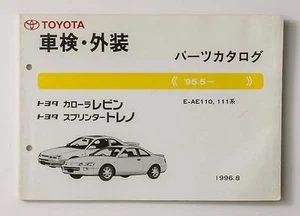 TOYOTA
車検・外装
パーツカタログ
《 '95.5— 》
トヨタ カローラレビン
トヨタ スプリンタートレノ
E-AE110, 111系
1996.8